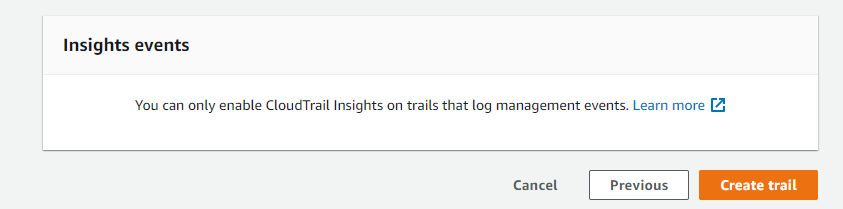 Insights events
You can only enable CloudTrail Insights on trails that log management events. Learn more
Cancel Previous Create trail